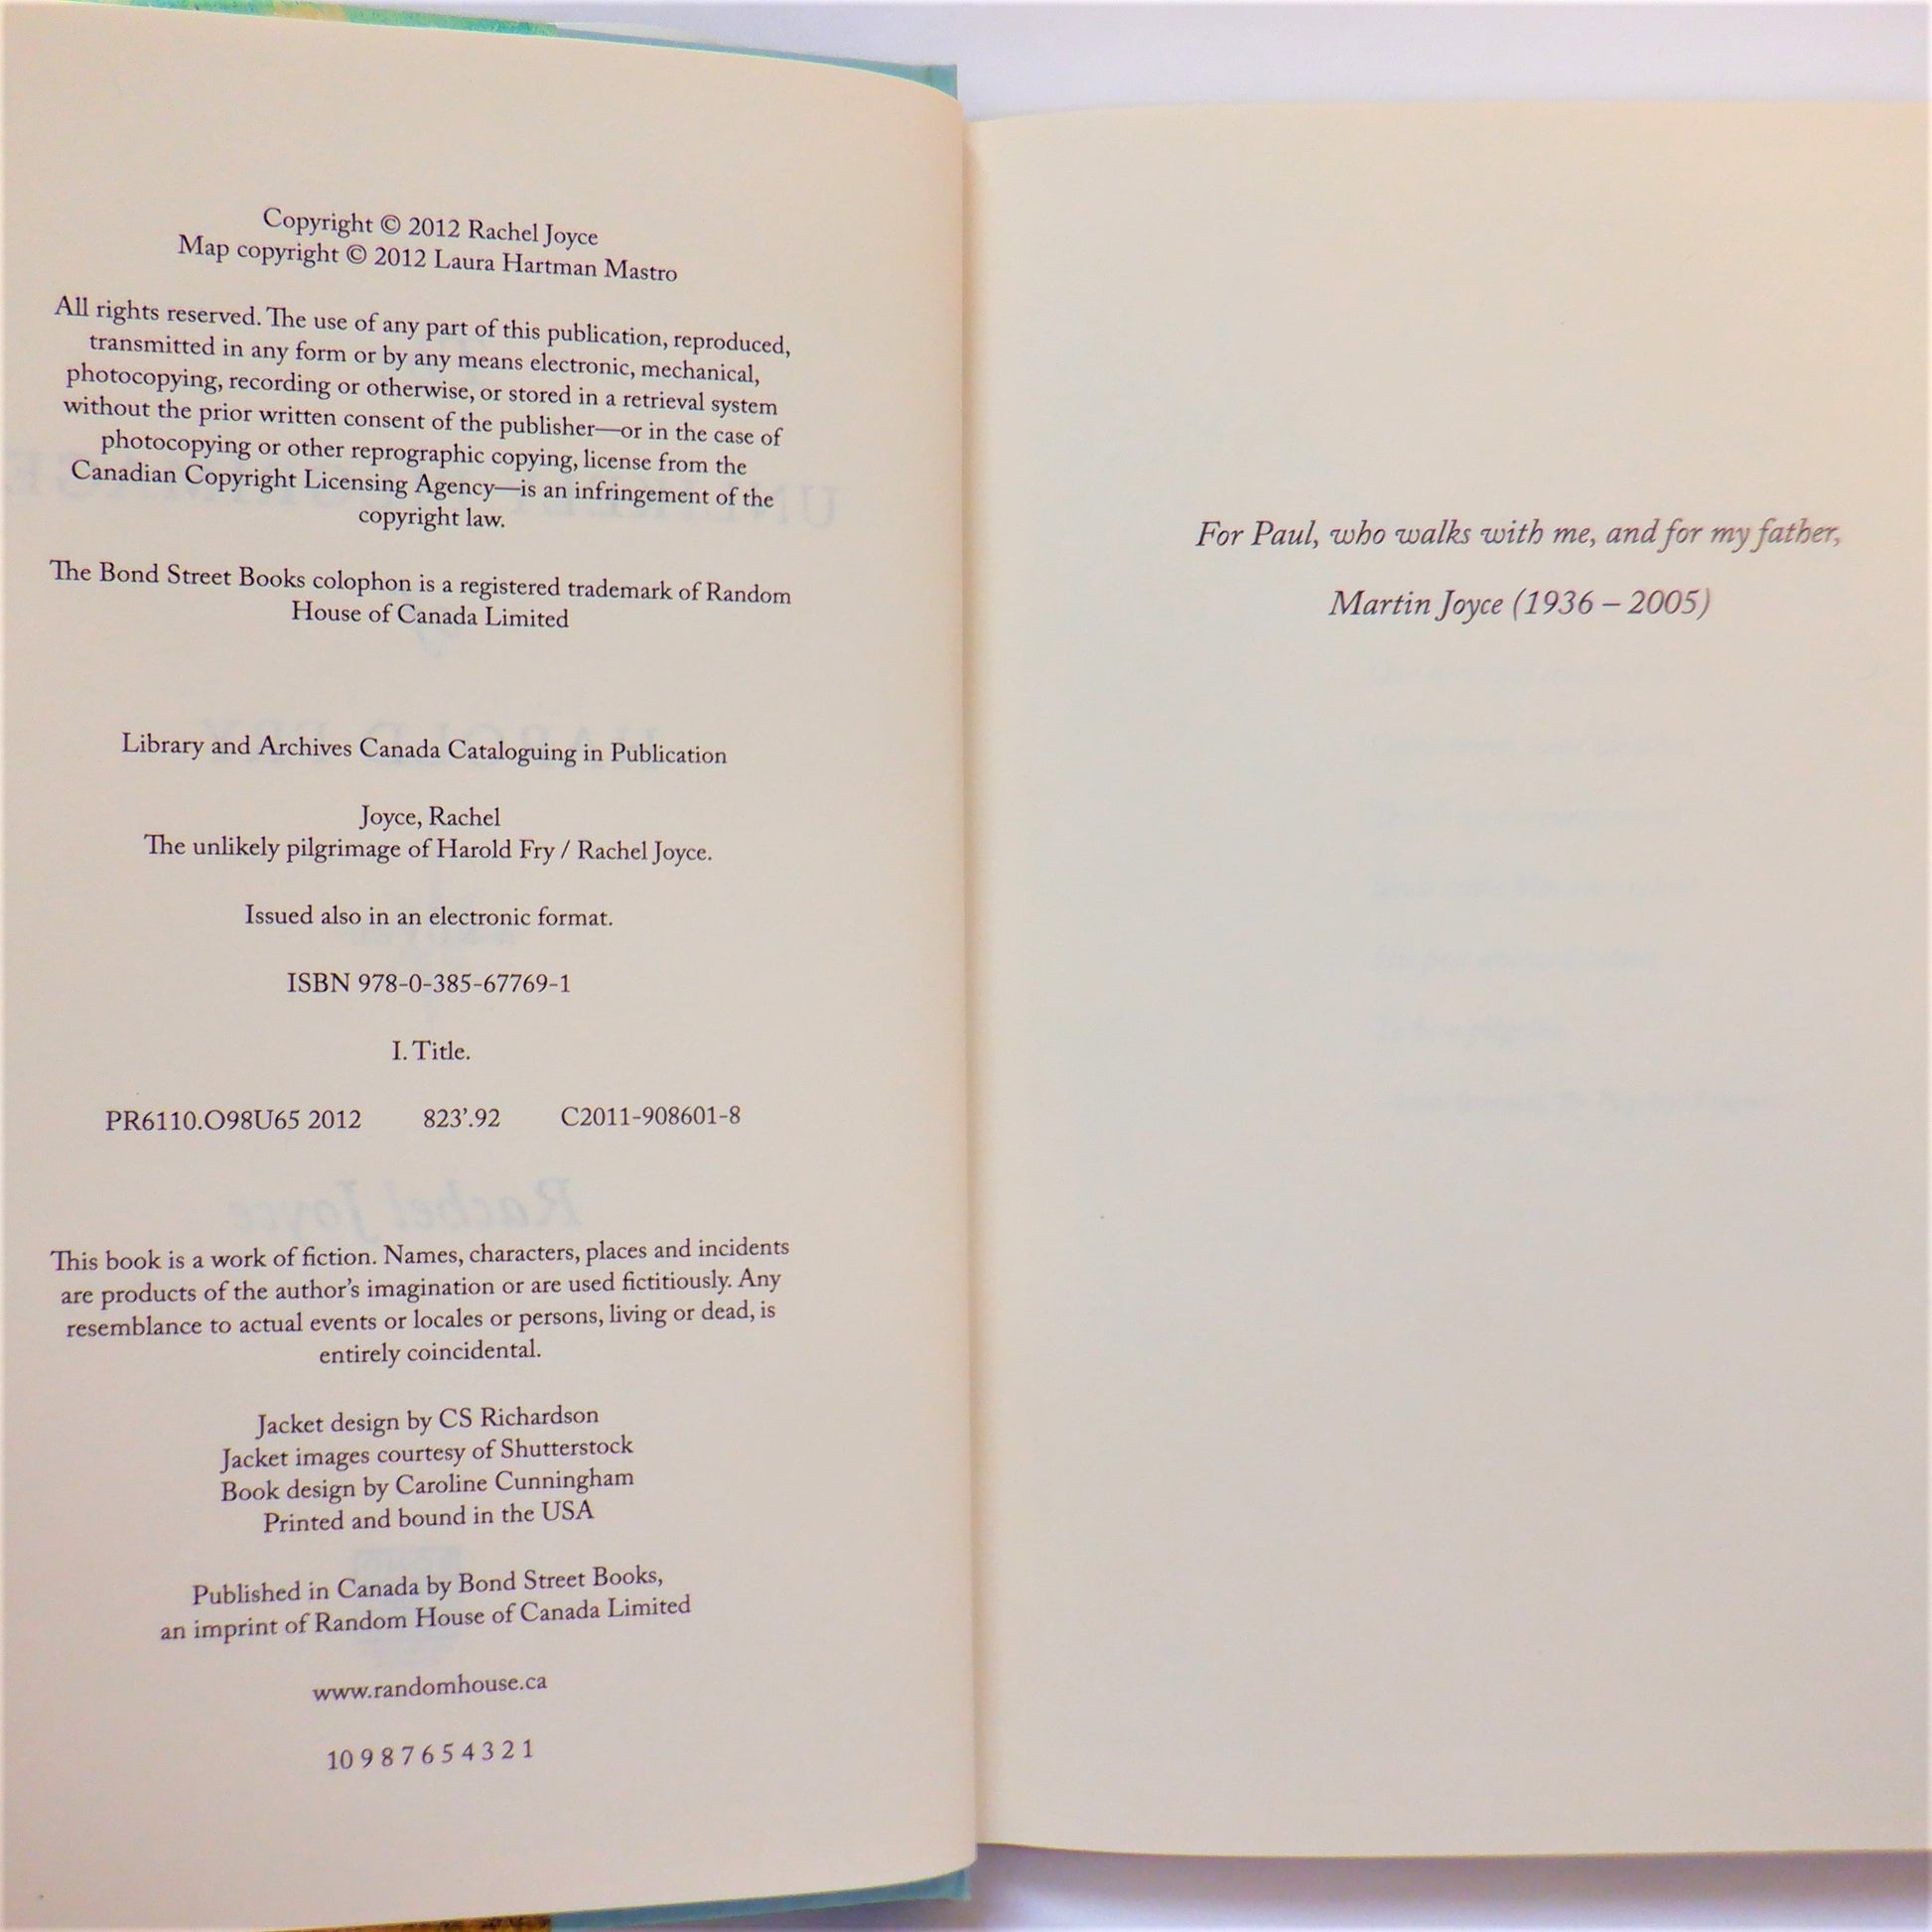 Copyright © 2012 Rachel Joyce
Map copyright © 2012 Laura Hartman Mastro
All rights reserved. The use of any part of this publication, reproduced,
transmitted in any form or by any means electronic, mechanical,
photocopying, recording or otherwise, or stored in a retrieval system
without the prior written consent of the publisher—or in the case of
photocopying or other reprographic copying, license from the
Canadian Copyright Licensing Agency—is an infringement of the
copyright law.
The Bond Street Books colophon is a registered trademark of Random
House of Canada Limited
Library and Archives Canada Cataloguing in Publication
Joyce, Rachel
The unlikely pilgrimage of Harold Fry / Rachel Joyce.
Issued also in an electronic format.
ISBN 978-0-385-67769-1
I. Title.
PR6110.O98U65 2012 823'.92 C2011-908601-8
This book is a work of fiction. Names, characters, places and incidents
are products of the author's imagination or are used fictitiously. Any
resemblance to actual events or locales or persons, living or dead, is
entirely coincidental.
Jacket design by CS Richardson
Jacket images courtesy of Shutterstock
Book design by Caroline Cunningham
Printed and bound in the USA
Published in Canada by Bond Street Books,
an imprint of Random House of Canada Limited
www.randomhouse.ca
10 9 8 7 6 5 4 3 2 1
For Paul, who walks with me, and for my father,
Martin Joyce (1936 – 2005)